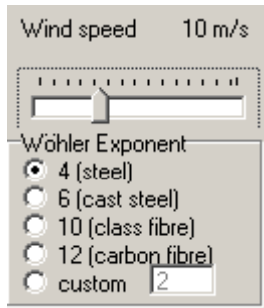 Wind speed 10 m/s
Wöhler Exponent
4 (steel)
6 (cast steel)
10 (class fibre)
12 (carbon fibre)
custom 2